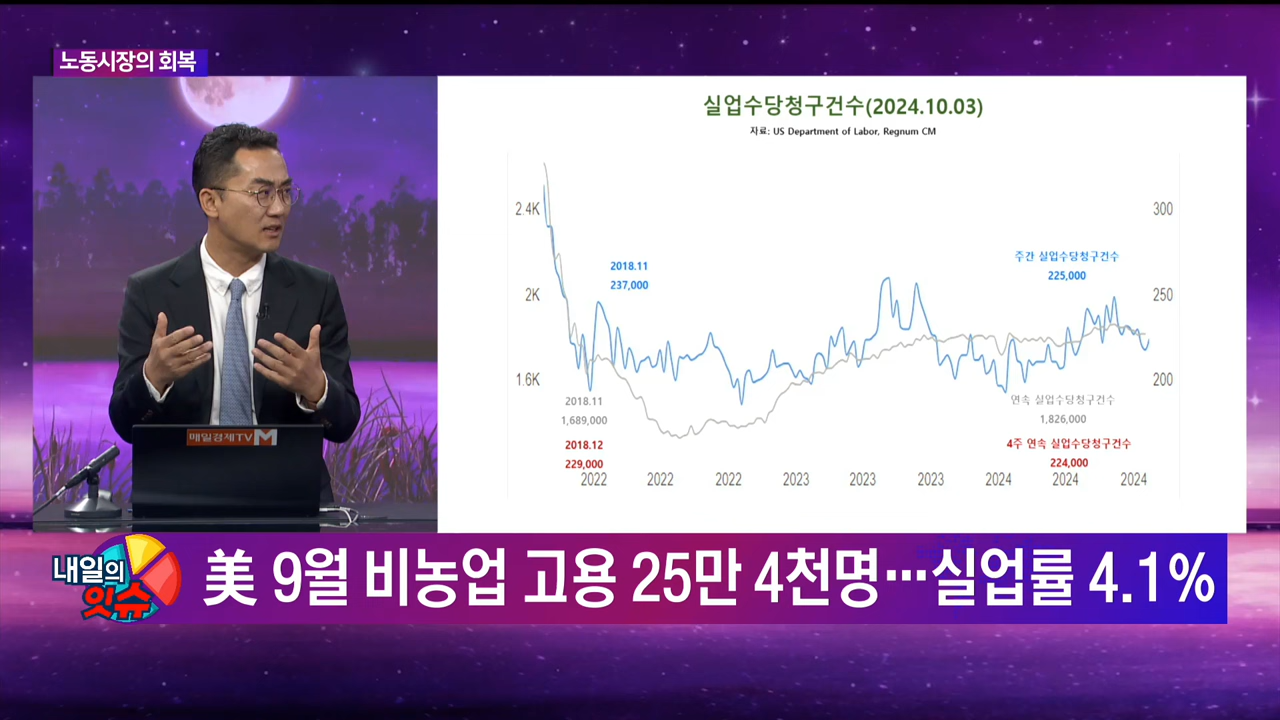 노동시장의 회복
실업수당청구건수(2024.10.03)
자료: US Department of Labor, Regnum CM
2.4K
300
2018.11
237,000
주간 실업수당청구건수
225,000
2K
250
1.6K
200
2018.11
1,689,000
연속 실업수당청구건수
1,826,000
2018.12
229,000
4주 연속 실업수당청구건수
224,000
2022 2022 2022 2023 2023 2023 2024 2024 2024
매일경제TV M
내일의
잇슈
美 9월 비농업 고용 25만 4천명…실업률 4.1%